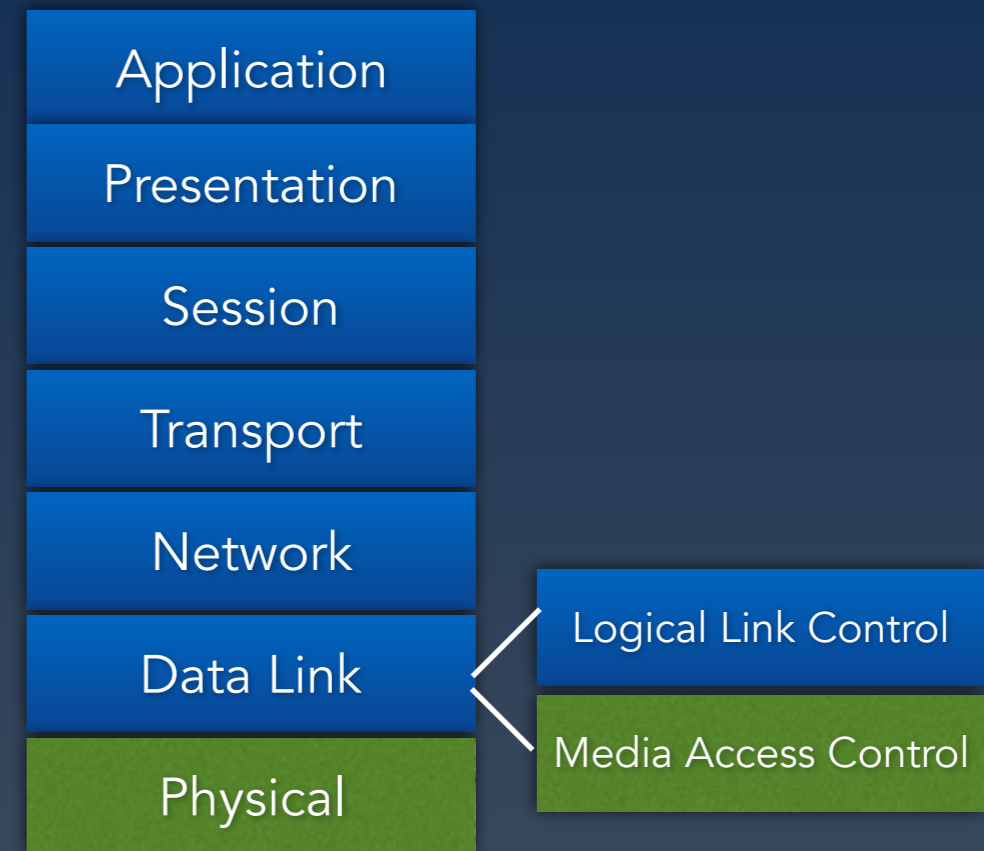 Application
Presentation
Session
Transport
Network
Data Link
Physical
Logical Link Control
Media Access Control